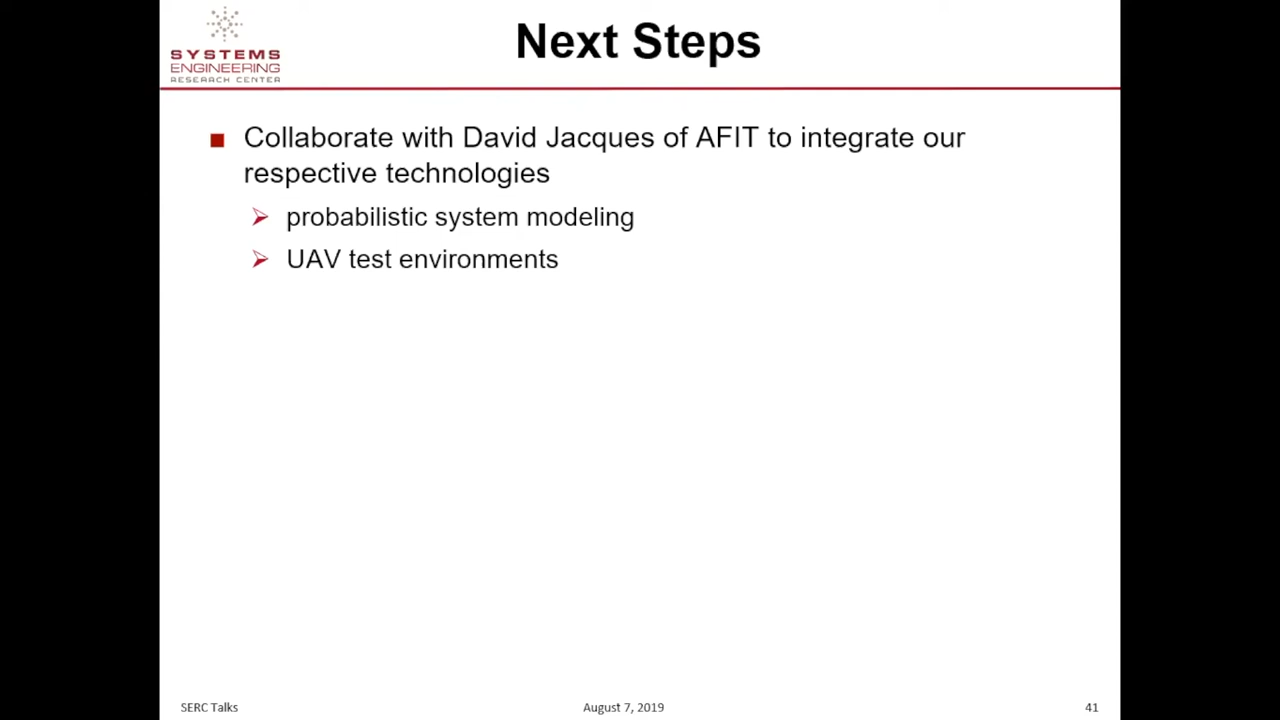 SYSTEMS
ENGINEERING
RESEARCH CENTER
Next Steps
Collaborate with David Jacques of AFIT to integrate our
respective technologies
probabilistic system modeling
UAV test environments
SERC Talks
August 7, 2019
41